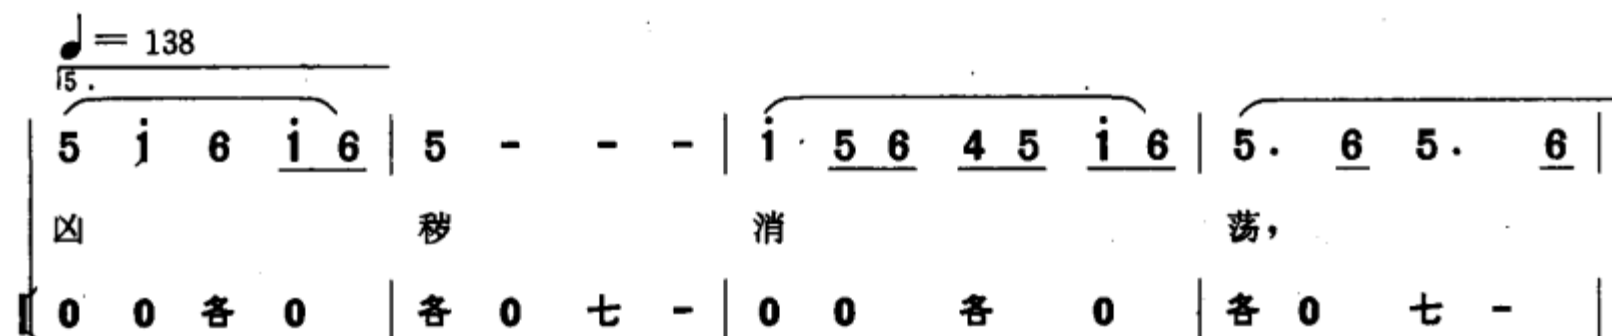 ♩= 138
15.
5 i̇ 6 i̇ 6 | 5 - - - | i̇ 5 6 4 5 i̇ 6 | 5. 6 5. 6 |
凶 秽 消 荡，
0 0 各 0 | 各 0 七 - | 0 0 各 0 | 各 0 七 - |